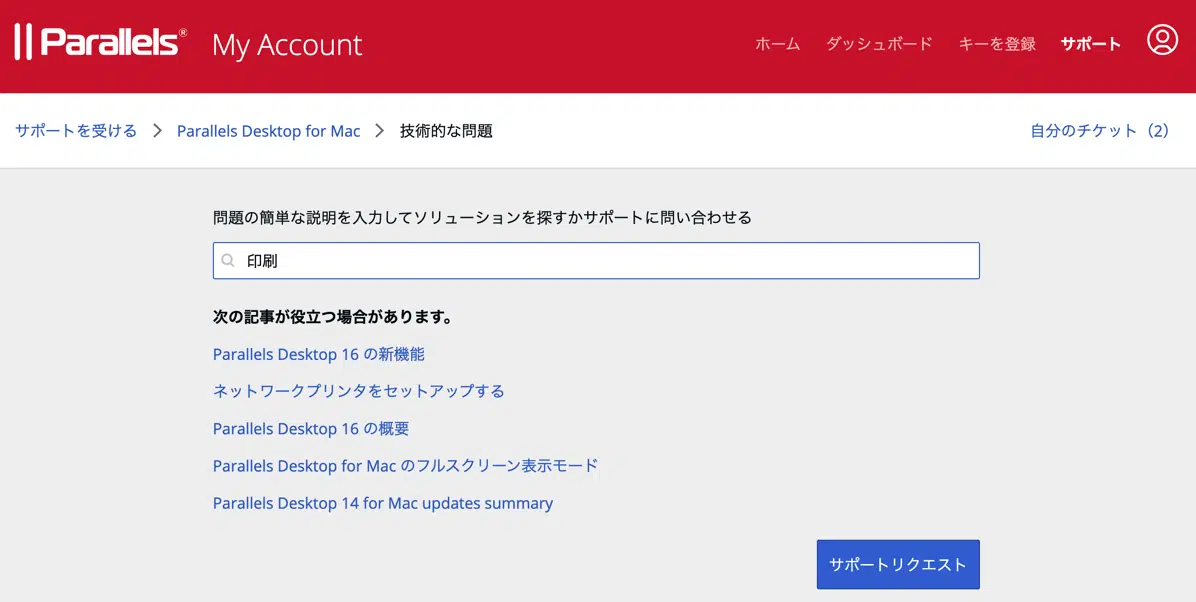 Parallels® My Account ホーム ダッシュボード キーを登録 サポート
サポートを受ける > Parallels Desktop for Mac > 技術的な問題 自分のチケット（2）
問題の簡単な説明を入力してソリューションを探すかサポートに問い合わせる
印刷
次の記事が役立つ場合があります。
Parallels Desktop 16 の新機能
ネットワークプリンタをセットアップする
Parallels Desktop 16 の概要
Parallels Desktop for Mac のフルスクリーン表示モード
Parallels Desktop 14 for Mac updates summary
サポートリクエスト